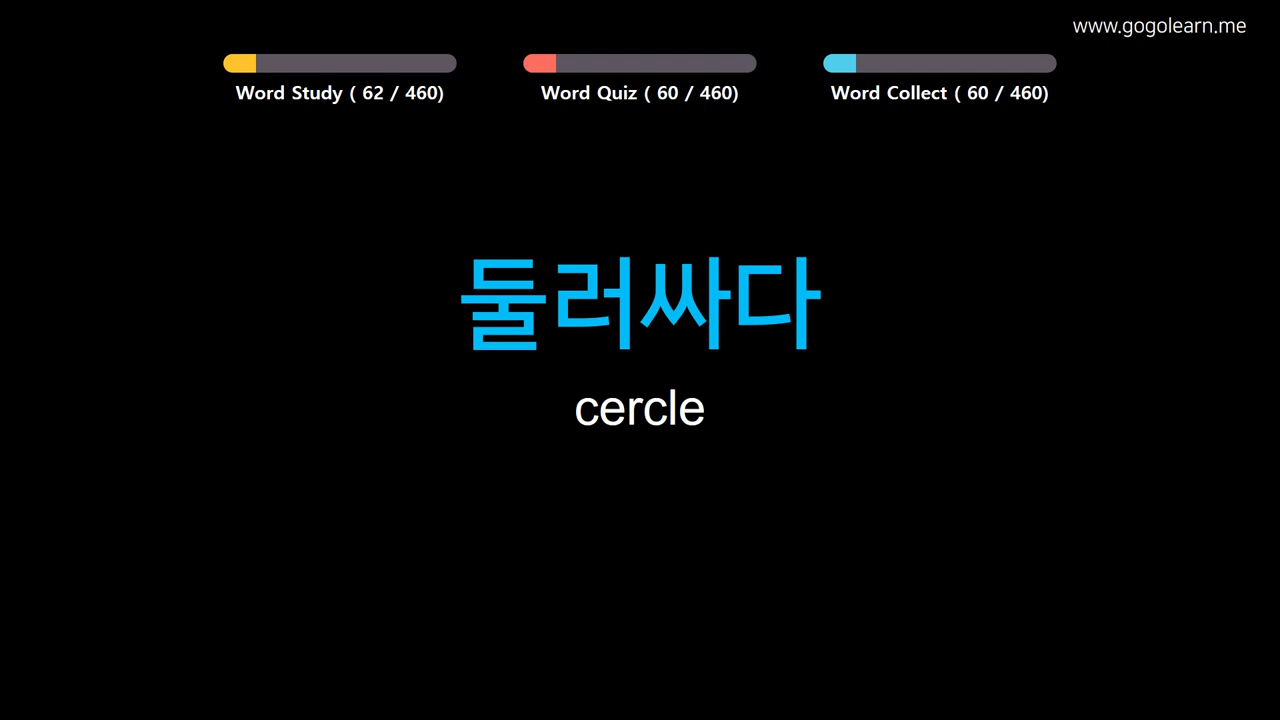 www.gogolearn.me
Word Study ( 62 / 460)
Word Quiz ( 60 / 460)
Word Collect ( 60 / 460)
둘러싸다
cercle